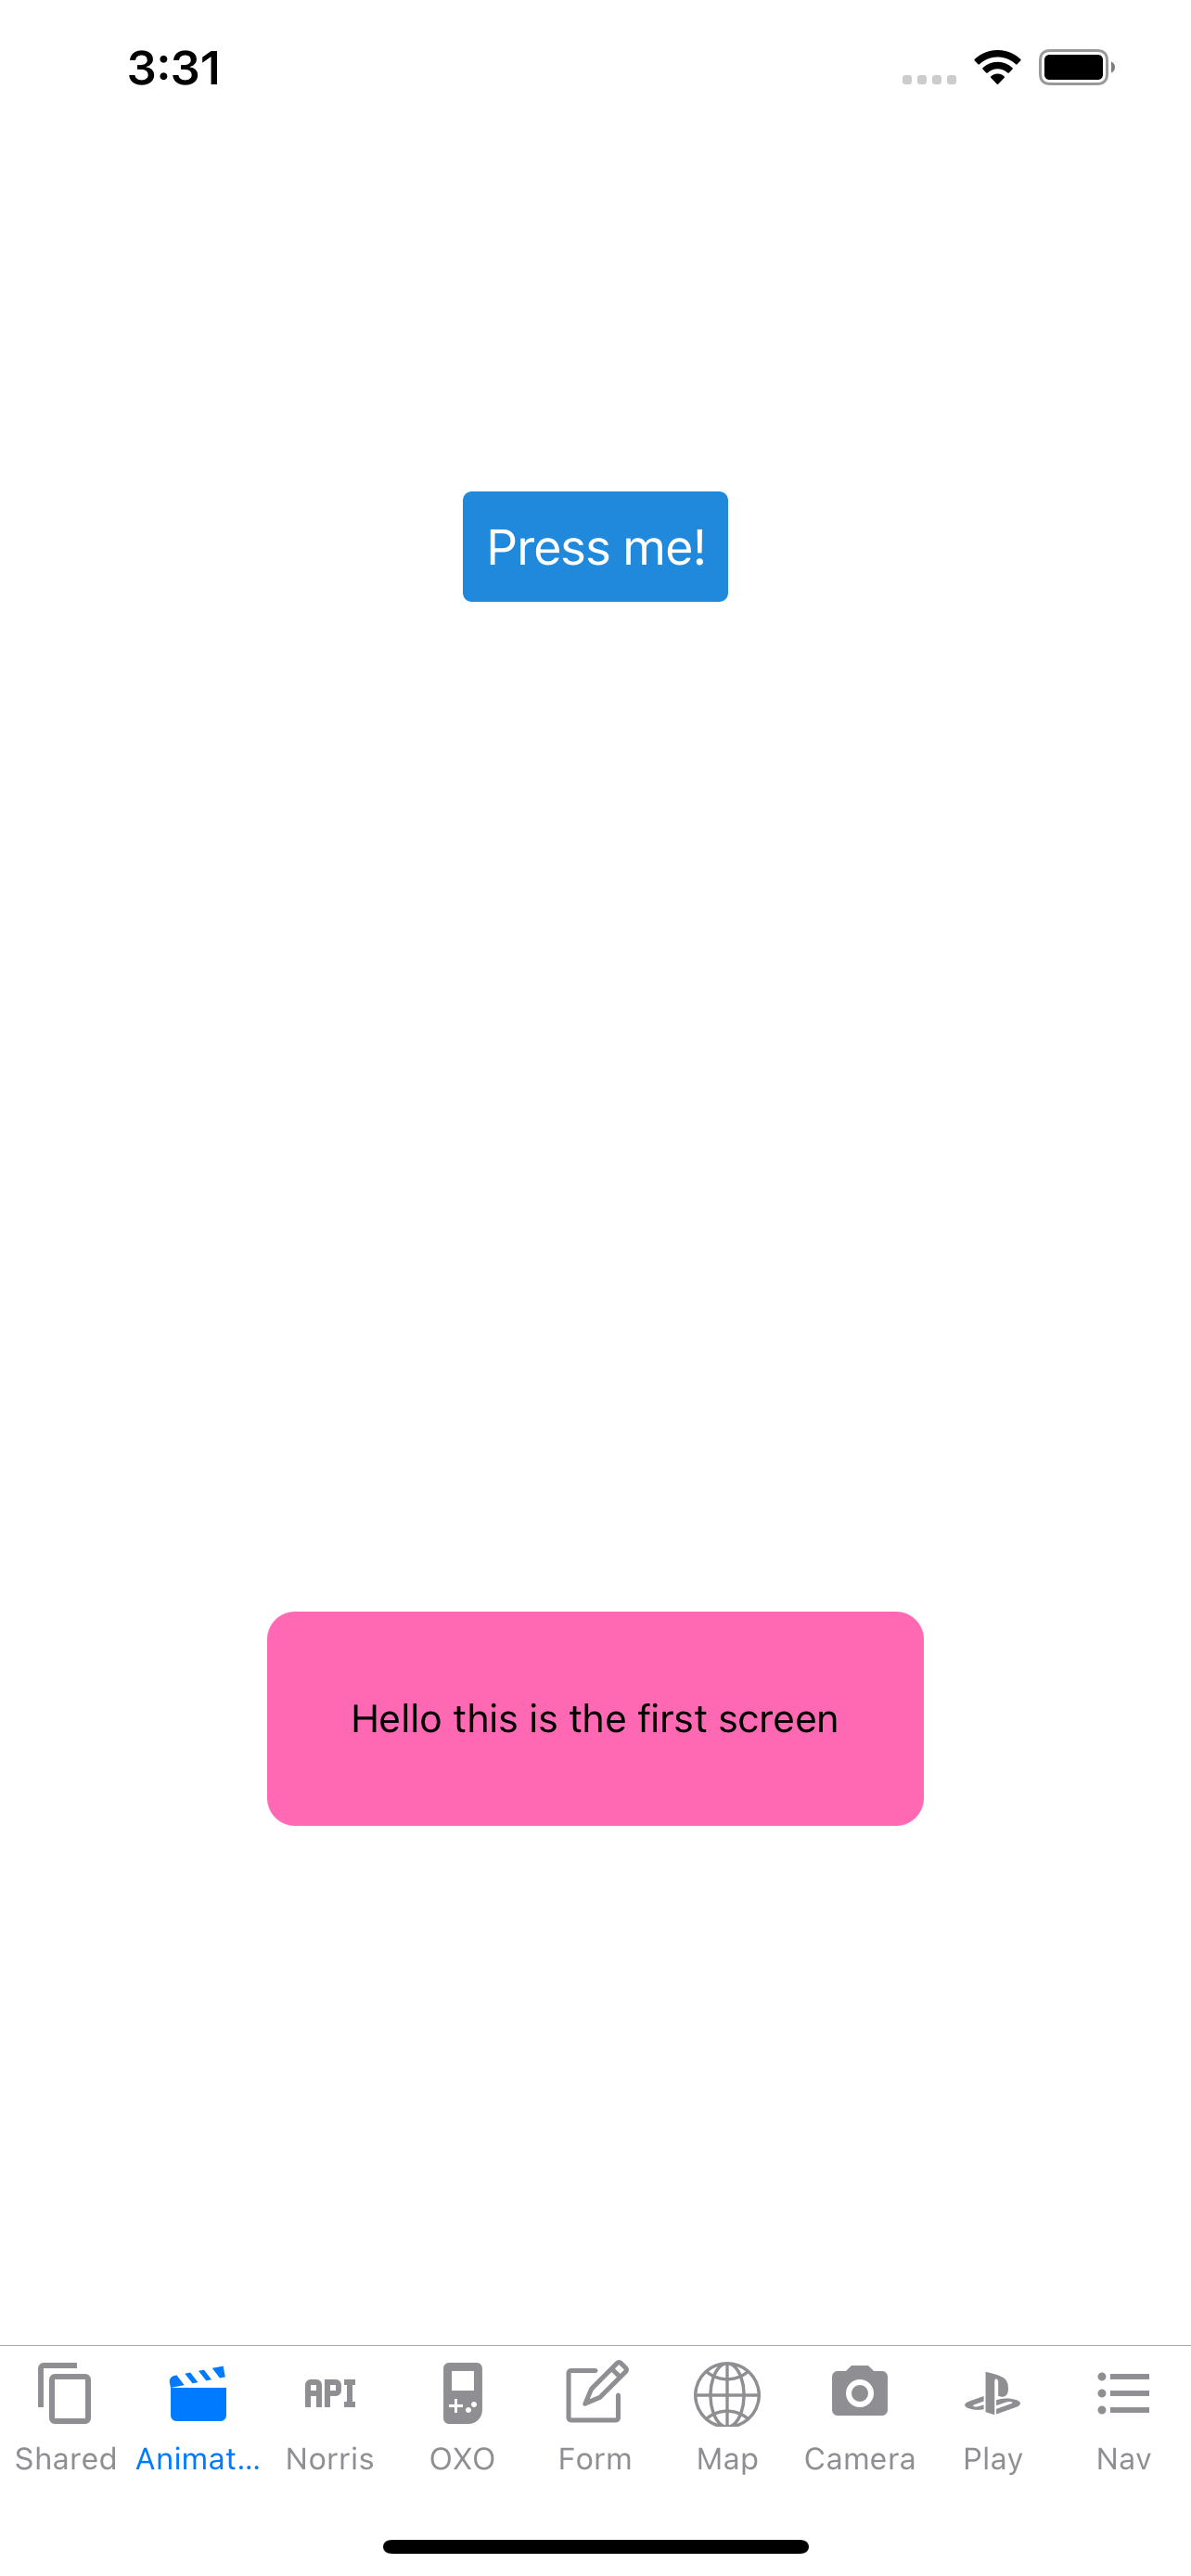 3:31
Press me!
Hello this is the first screen
API
Shared Animat... Norris OXO Form Map Camera Play Nav